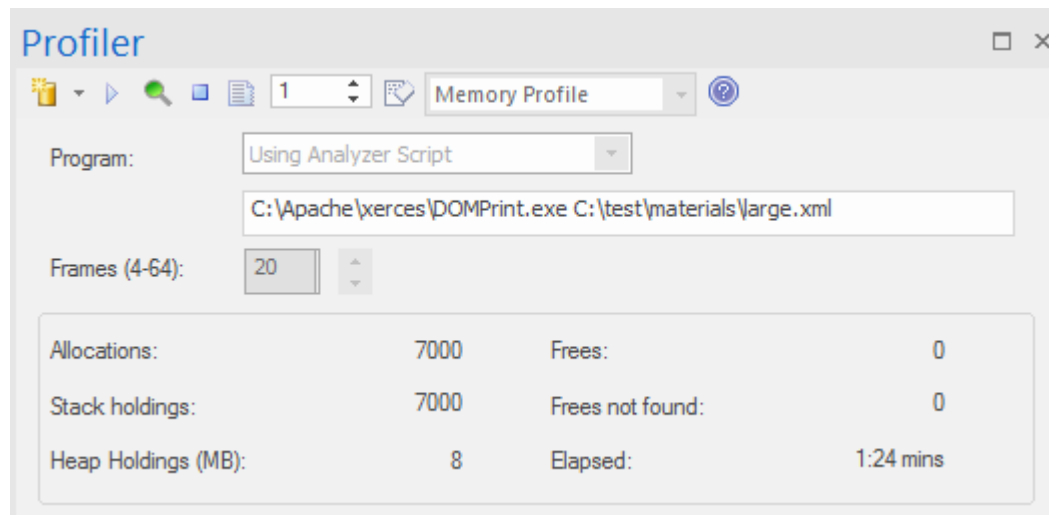 Profiler
1 Memory Profile
Program: Using Analyzer Script
C:\Apache\xerces\DOMPrint.exe C:\test\materials\large.xml
Frames (4-64): 20
Allocations: 7000 Frees: 0
Stack holdings: 7000 Frees not found: 0
Heap Holdings (MB): 8 Elapsed: 1:24 mins